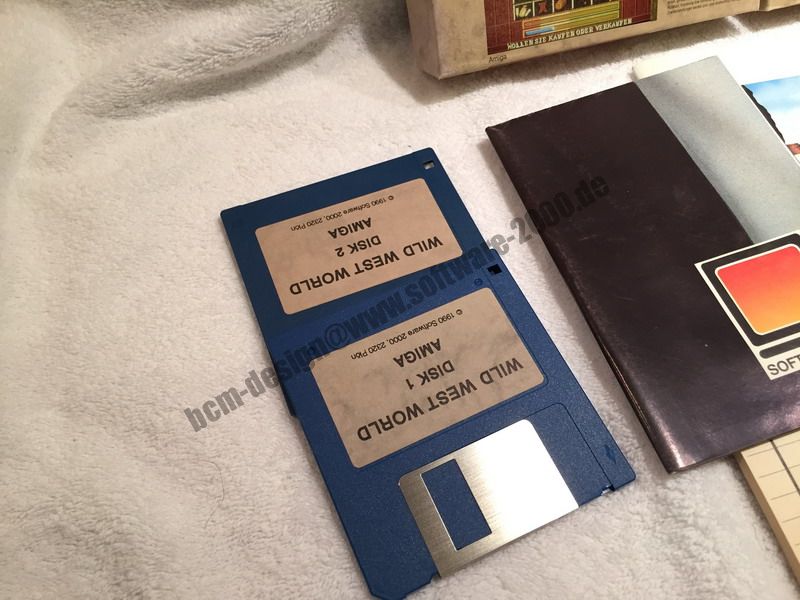 WOLLEN SIE KAUFEN ODER VERKAUFEN
Amiga
WILD WEST WORLD
DISK 2
AMIGA
© 1990 Software 2000, 2320 Plön
WILD WEST WORLD
DISK 1
AMIGA
© 1990 Software 2000, 2320 Plön
SOFT
bcm-design@www.software-2000.de